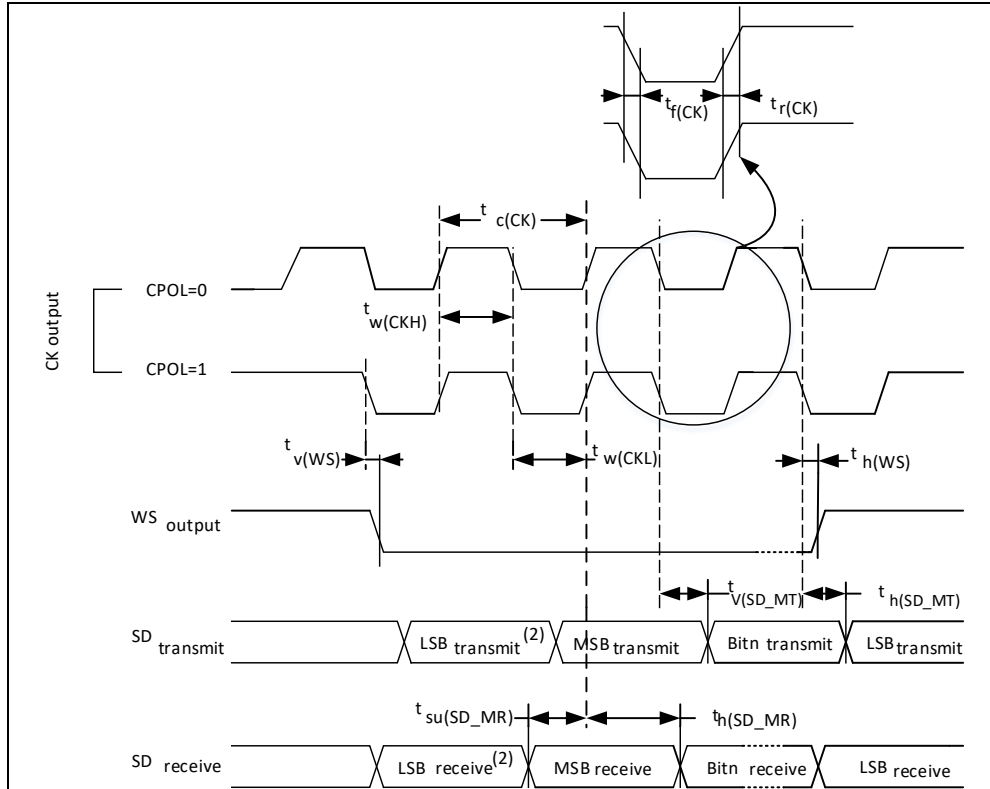 tf(CK)
tr(CK)
tc(CK)
CK output
CPOL=0
tw(CKH)
CPOL=1
tv(WS)
tw(CKL)
th(WS)
WS output
tV(SD_MT)
th(SD_MT)
SD transmit
LSB transmit(2)
MSB transmit
Bitn transmit
LSB transmit
tsu(SD_MR)
th(SD_MR)
SD receive
LSB receive(2)
MSB receive
Bitn receive
LSB receive